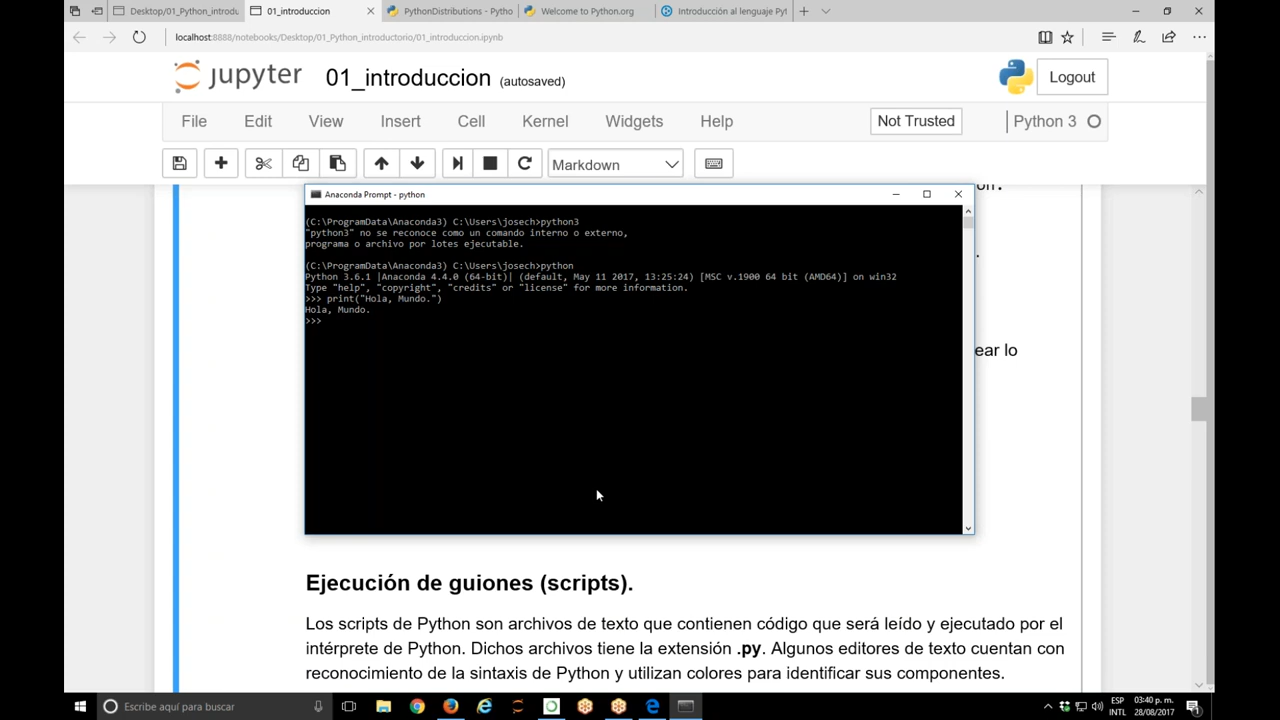 Desktop/01_Python_introdu
01_introduccion
PythonDistributions - Pytho
Welcome to Python.org
Introducción al lenguaje Pyt
localhost:8888/notebooks/Desktop/01_Python_introductorio/01_introduccion.ipynb
jupyter 01_introduccion (autosaved)
Logout
File Edit View Insert Cell Kernel Widgets Help
Not Trusted
Python 3
Markdown
Anaconda Prompt - python
(C:\ProgramData\Anaconda3) C:\Users\josech>python3
"python3" no se reconoce como un comando interno o externo,
programa o archivo por lotes ejecutable.
(C:\ProgramData\Anaconda3) C:\Users\josech>python
Python 3.6.1 |Anaconda 4.4.0 (64-bit)| (default, May 11 2017, 13:25:24) [MSC v.1900 64 bit (AMD64)] on win32
Type "help", "copyright", "credits" or "license" for more information.
>>> print("Hola, Mundo.")
Hola, Mundo.
>>>
ear lo
Ejecución de guiones (scripts).
Los scripts de Python son archivos de texto que contienen código que será leído y ejecutado por el
intérprete de Python. Dichos archivos tiene la extensión .py. Algunos editores de texto cuentan con
reconocimiento de la sintaxis de Python y utilizan colores para identificar sus componentes.
Escribe aquí para buscar
ESP
INTL
03:40 p. m.
28/08/2017
1